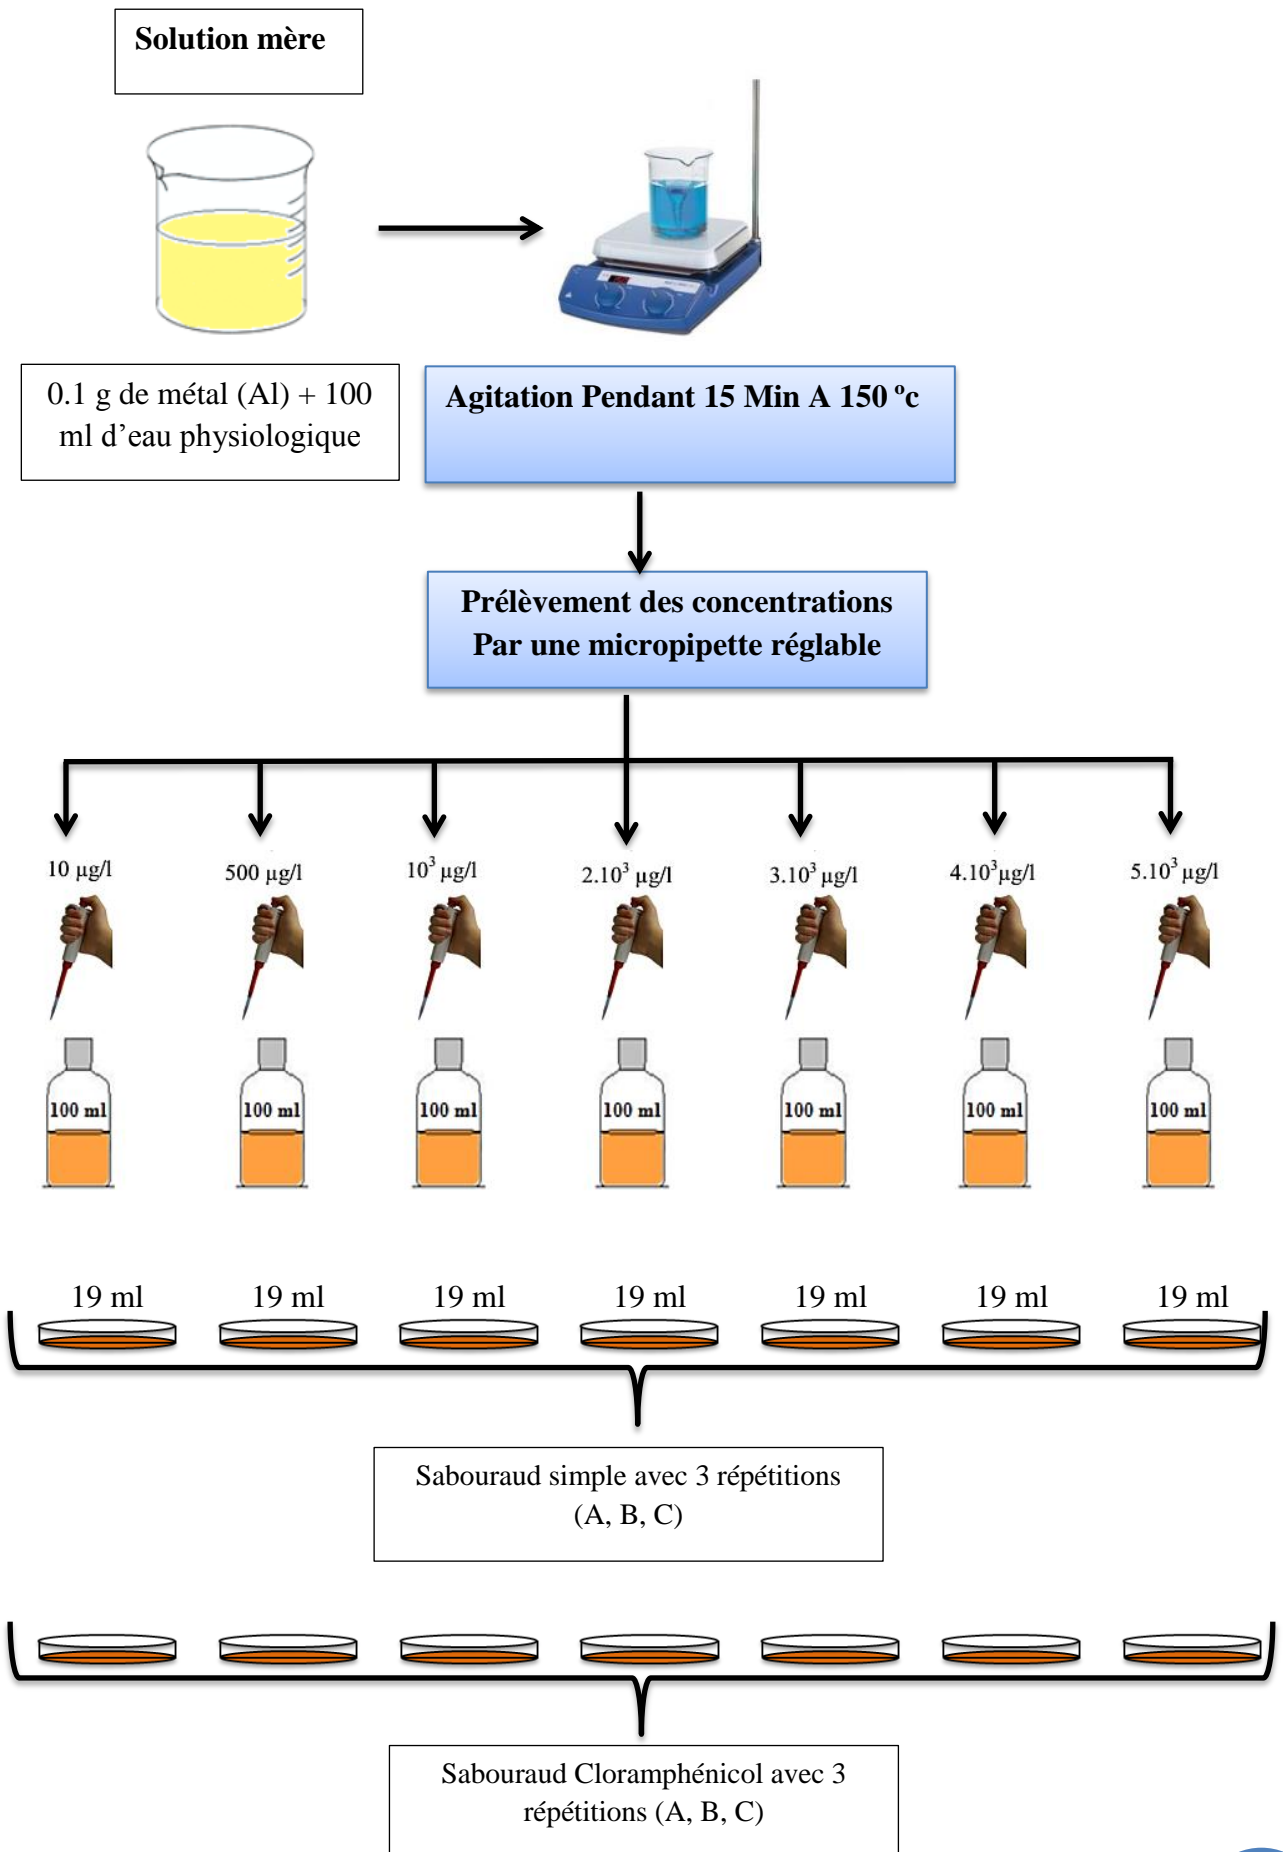 Solution mère
0.1 g de métal (Al) + 100
ml d’eau physiologique
Agitation Pendant 15 Min A 150 ºc
Prélèvement des concentrations
Par une micropipette réglable
10 µg/l 500 µg/l 10³ µg/l 2.10³ µg/l 3.10³ µg/l 4.10³µg/l 5.10³ µg/l
100 ml 100 ml 100 ml 100 ml 100 ml 100 ml 100 ml
19 ml 19 ml 19 ml 19 ml 19 ml 19 ml 19 ml
Sabouraud simple avec 3 répétitions
(A, B, C)
Sabouraud Cloramphénicol avec 3
répétitions (A, B, C)